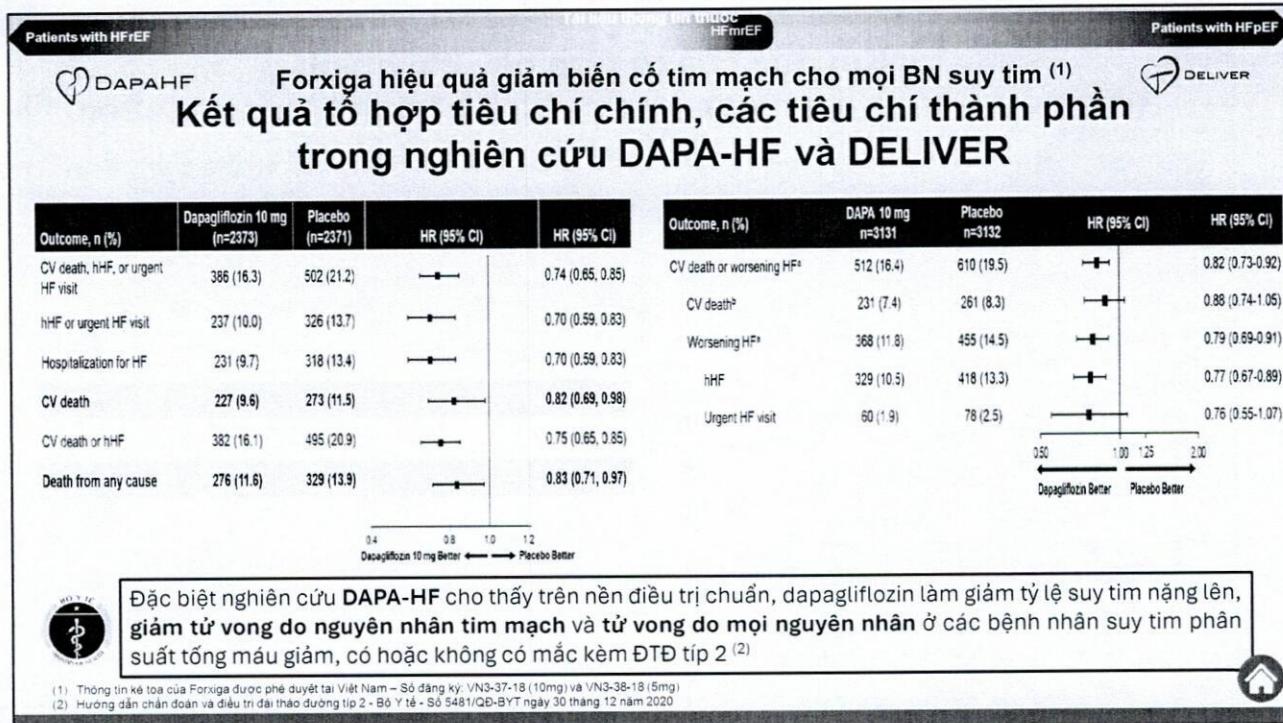 Tài liệu thông tin thuốc
Patients with HFrEF
HFmrEF
Patients with HFpEF
DAPAHF
Forxiga hiệu quả giảm biến cố tim mạch cho mọi BN suy tim (1)
DELIVER
Kết quả tổ hợp tiêu chí chính, các tiêu chí thành phần
trong nghiên cứu DAPA-HF và DELIVER
Outcome, n (%) Dapagliflozin 10 mg (n=2373) Placebo (n=2371) HR (95% CI) HR (95% CI)
CV death, hHF, or urgent HF visit 386 (16.3) 502 (21.2) 0.74 (0.65, 0.85)
hHF or urgent HF visit 237 (10.0) 326 (13.7) 0.70 (0.59, 0.83)
Hospitalization for HF 231 (9.7) 318 (13.4) 0.70 (0.59, 0.83)
CV death 227 (9.6) 273 (11.5) 0.82 (0.69, 0.98)
CV death or hHF 382 (16.1) 495 (20.9) 0.75 (0.65, 0.85)
Death from any cause 276 (11.6) 329 (13.9) 0.83 (0.71, 0.97)
0.4 0.8 1.0 1.2
Dapagliflozin 10 mg Better Placebo Better
Outcome, n (%) DAPA 10 mg n=3131 Placebo n=3132 HR (95% CI) HR (95% CI)
CV death or worsening HFª 512 (16.4) 610 (19.5) 0.82 (0.73-0.92)
CV deathᵇ 231 (7.4) 261 (8.3) 0.88 (0.74-1.05)
Worsening HFª 368 (11.8) 455 (14.5) 0.79 (0.69-0.91)
hHF 329 (10.5) 418 (13.3) 0.77 (0.67-0.89)
Urgent HF visit 60 (1.9) 78 (2.5) 0.76 (0.55-1.07)
0.50 1.00 1.25 2.00
Dapagliflozin Better Placebo Better
BỘ Y TẾ
Đặc biệt nghiên cứu DAPA-HF cho thấy trên nền điều trị chuẩn, dapagliflozin làm giảm tỷ lệ suy tim nặng lên,
giảm tử vong do nguyên nhân tim mạch và tử vong do mọi nguyên nhân ở các bệnh nhân suy tim phân
suất tống máu giảm, có hoặc không có mắc kèm ĐTĐ típ 2 (2)
(1) Thông tin kê toa của Forxiga được phê duyệt tại Việt Nam – Số đăng ký: VN3-37-18 (10mg) và VN3-38-18 (5mg)
(2) Hướng dẫn chẩn đoán và điều trị đái tháo đường típ 2 - Bộ Y tế - Số 5481/QĐ-BYT ngày 30 tháng 12 năm 2020